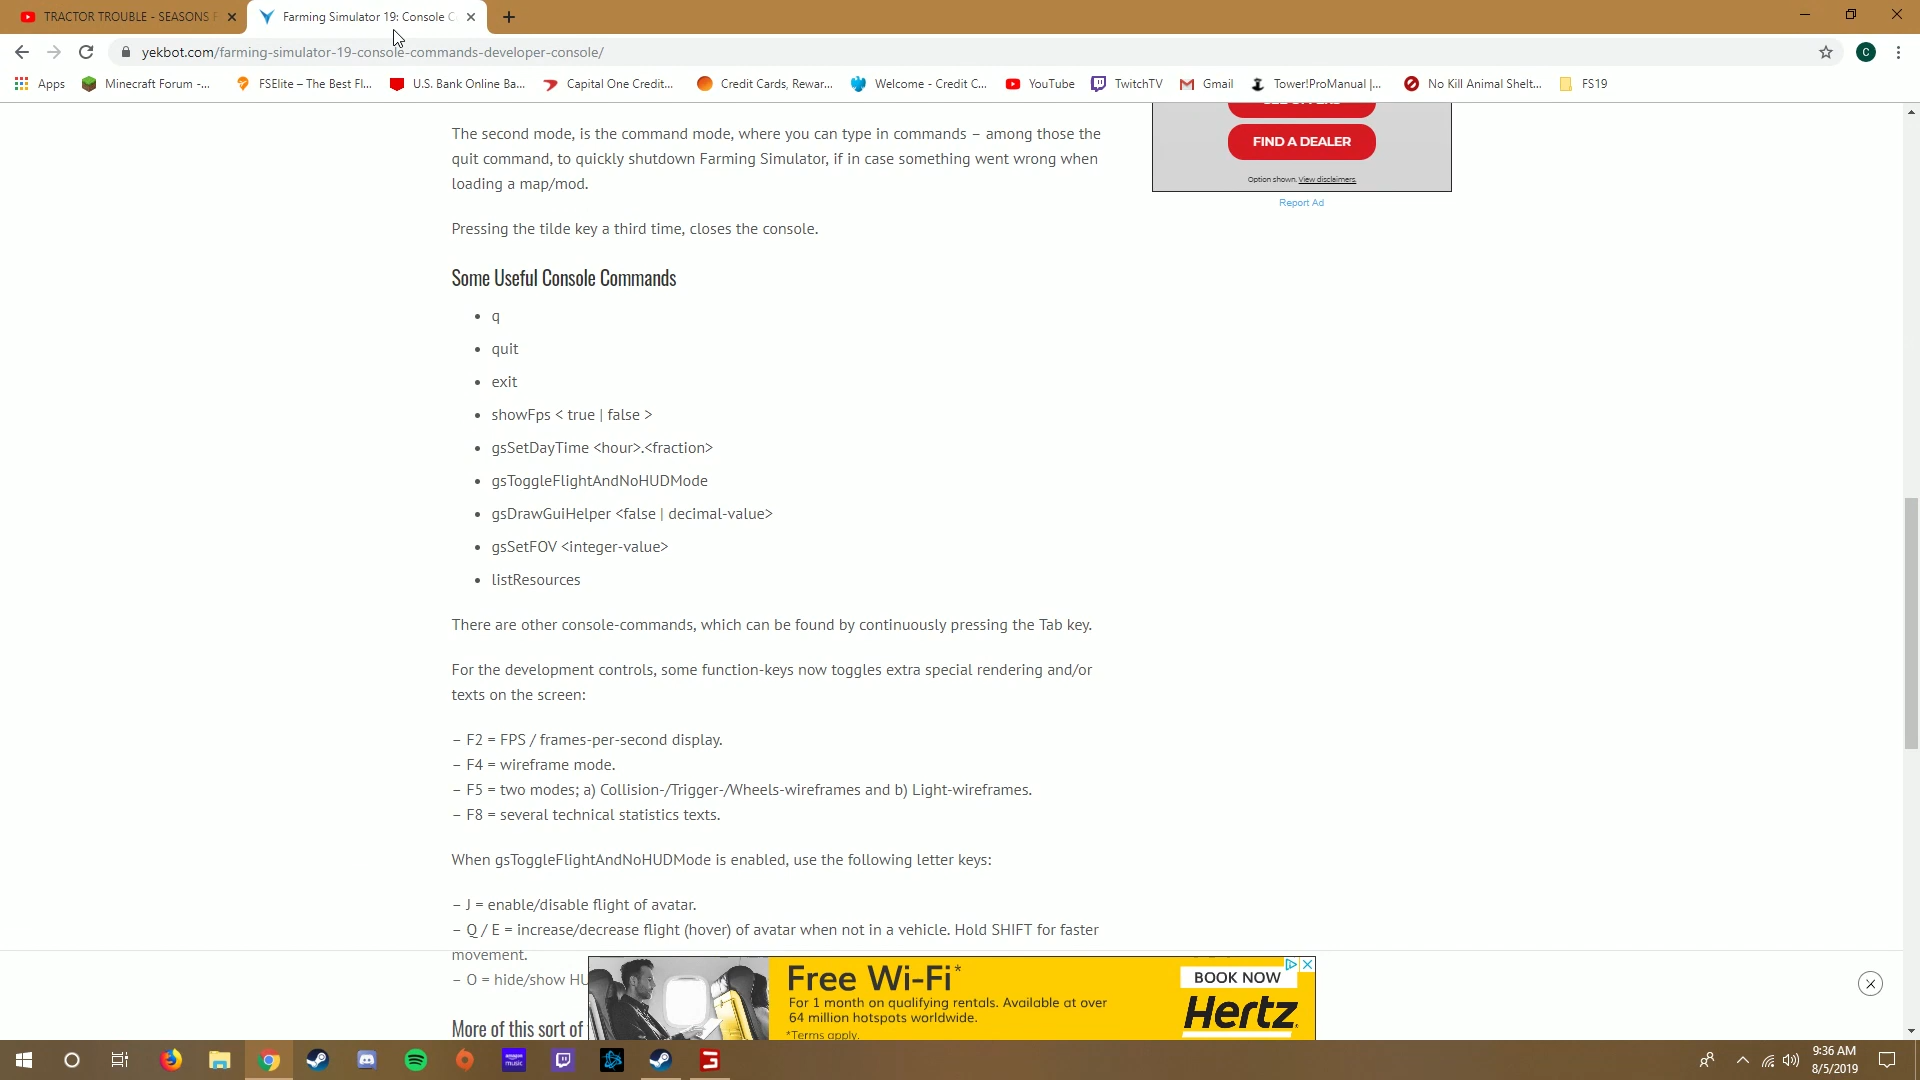 TRACTOR TROUBLE - SEASONS F
Farming Simulator 19: Console C
yekbot.com/farming-simulator-19-console-commands-developer-console/
C
Apps
Minecraft Forum -...
FSElite – The Best Fl...
U.S. Bank Online Ba...
Capital One Credit...
Credit Cards, Rewar...
Welcome - Credit C...
YouTube
TwitchTV
Gmail
Tower!ProManual |...
No Kill Animal Shelt...
FS19
The second mode, is the command mode, where you can type in commands – among those the
quit command, to quickly shutdown Farming Simulator, if in case something went wrong when
loading a map/mod.
FIND A DEALER
Option shown. View disclaimers.
Report Ad
Pressing the tilde key a third time, closes the console.
Some Useful Console Commands
• q
• quit
• exit
• showFps < true | false >
• gsSetDayTime <hour>.<fraction>
• gsToggleFlightAndNoHUDMode
• gsDrawGuiHelper <false | decimal-value>
• gsSetFOV <integer-value>
• listResources
There are other console-commands, which can be found by continuously pressing the Tab key.
For the development controls, some function-keys now toggles extra special rendering and/or
texts on the screen:
– F2 = FPS / frames-per-second display.
– F4 = wireframe mode.
– F5 = two modes; a) Collision-/Trigger-/Wheels-wireframes and b) Light-wireframes.
– F8 = several technical statistics texts.
When gsToggleFlightAndNoHUDMode is enabled, use the following letter keys:
– J = enable/disable flight of avatar.
– Q / E = increase/decrease flight (hover) of avatar when not in a vehicle. Hold SHIFT for faster
movement.
– O = hide/show HU
More of this sort of
Free Wi-Fi*
For 1 month on qualifying rentals. Available at over
64 million hotspots worldwide.
*Terms apply.
BOOK NOW
Hertz
amazon music
9:36 AM
8/5/2019